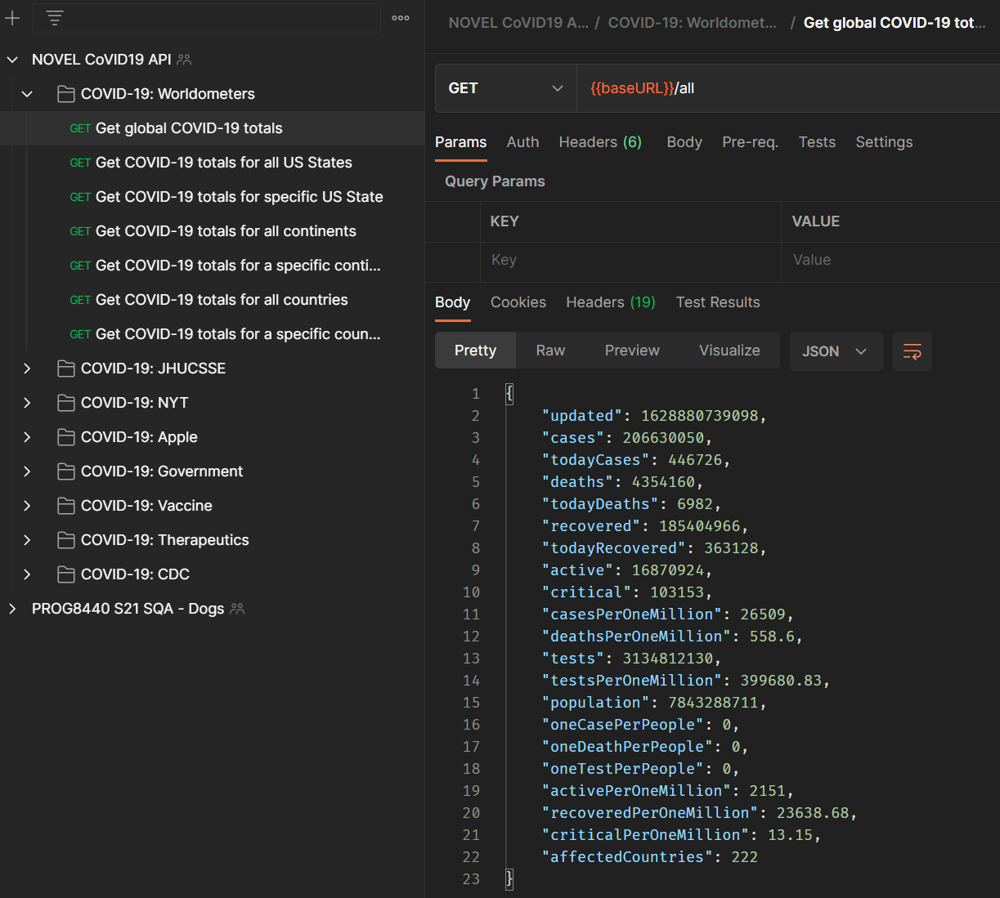 NOVEL CoVID19 API
COVID-19: Worldometers
GET Get global COVID-19 totals
GET Get COVID-19 totals for all US States
GET Get COVID-19 totals for specific US State
GET Get COVID-19 totals for all continents
GET Get COVID-19 totals for a specific conti...
GET Get COVID-19 totals for all countries
GET Get COVID-19 totals for a specific coun...
COVID-19: JHUCSSE
COVID-19: NYT
COVID-19: Apple
COVID-19: Government
COVID-19: Vaccine
COVID-19: Therapeutics
COVID-19: CDC
PROG8440 S21 SQA - Dogs
NOVEL CoVID19 A... / COVID-19: Worldomet... / Get global COVID-19 tot...
GET {{baseURL}}/all
Params Auth Headers (6) Body Pre-req. Tests Settings
Query Params
KEY VALUE
Key Value
Body Cookies Headers (19) Test Results
Pretty Raw Preview Visualize JSON
1 {
2 "updated": 1628880739098,
3 "cases": 206630050,
4 "todayCases": 446726,
5 "deaths": 4354160,
6 "todayDeaths": 6982,
7 "recovered": 185404966,
8 "todayRecovered": 363128,
9 "active": 16870924,
10 "critical": 103153,
11 "casesPerOneMillion": 26509,
12 "deathsPerOneMillion": 558.6,
13 "tests": 3134812130,
14 "testsPerOneMillion": 399680.83,
15 "population": 7843288711,
16 "oneCasePerPeople": 0,
17 "oneDeathPerPeople": 0,
18 "oneTestPerPeople": 0,
19 "activePerOneMillion": 2151,
20 "recoveredPerOneMillion": 23638.68,
21 "criticalPerOneMillion": 13.15,
22 "affectedCountries": 222
23 }